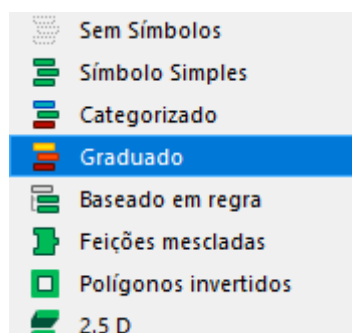 Sem Símbolos
Símbolo Simples
Categorizado
Graduado
Baseado em regra
Feições mescladas
Polígonos invertidos
2.5 D